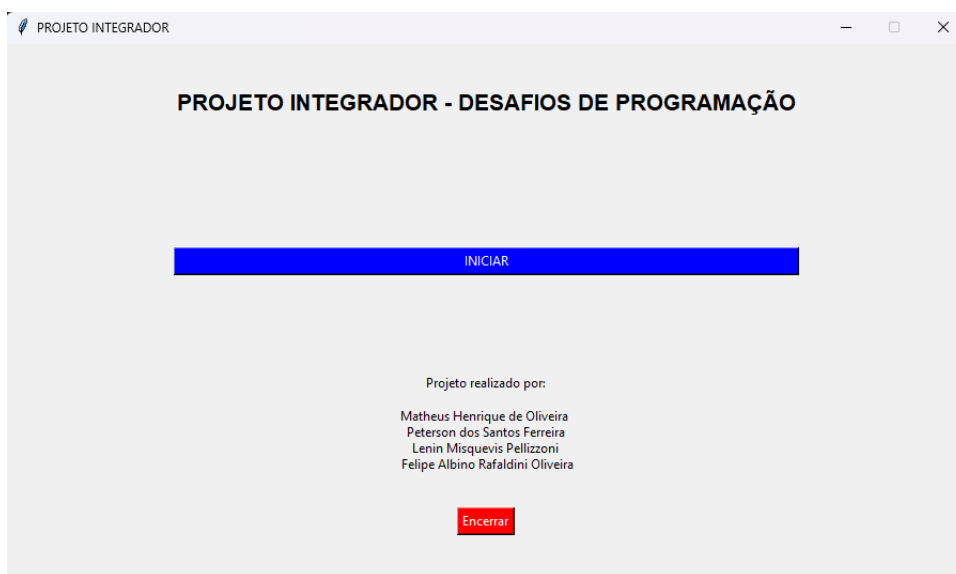 PROJETO INTEGRADOR
PROJETO INTEGRADOR - DESAFIOS DE PROGRAMAÇÃO
INICIAR
Projeto realizado por:
Matheus Henrique de Oliveira
Peterson dos Santos Ferreira
Lenin Misquevis Pellizzoni
Felipe Albino Rafaldini Oliveira
Encerrar